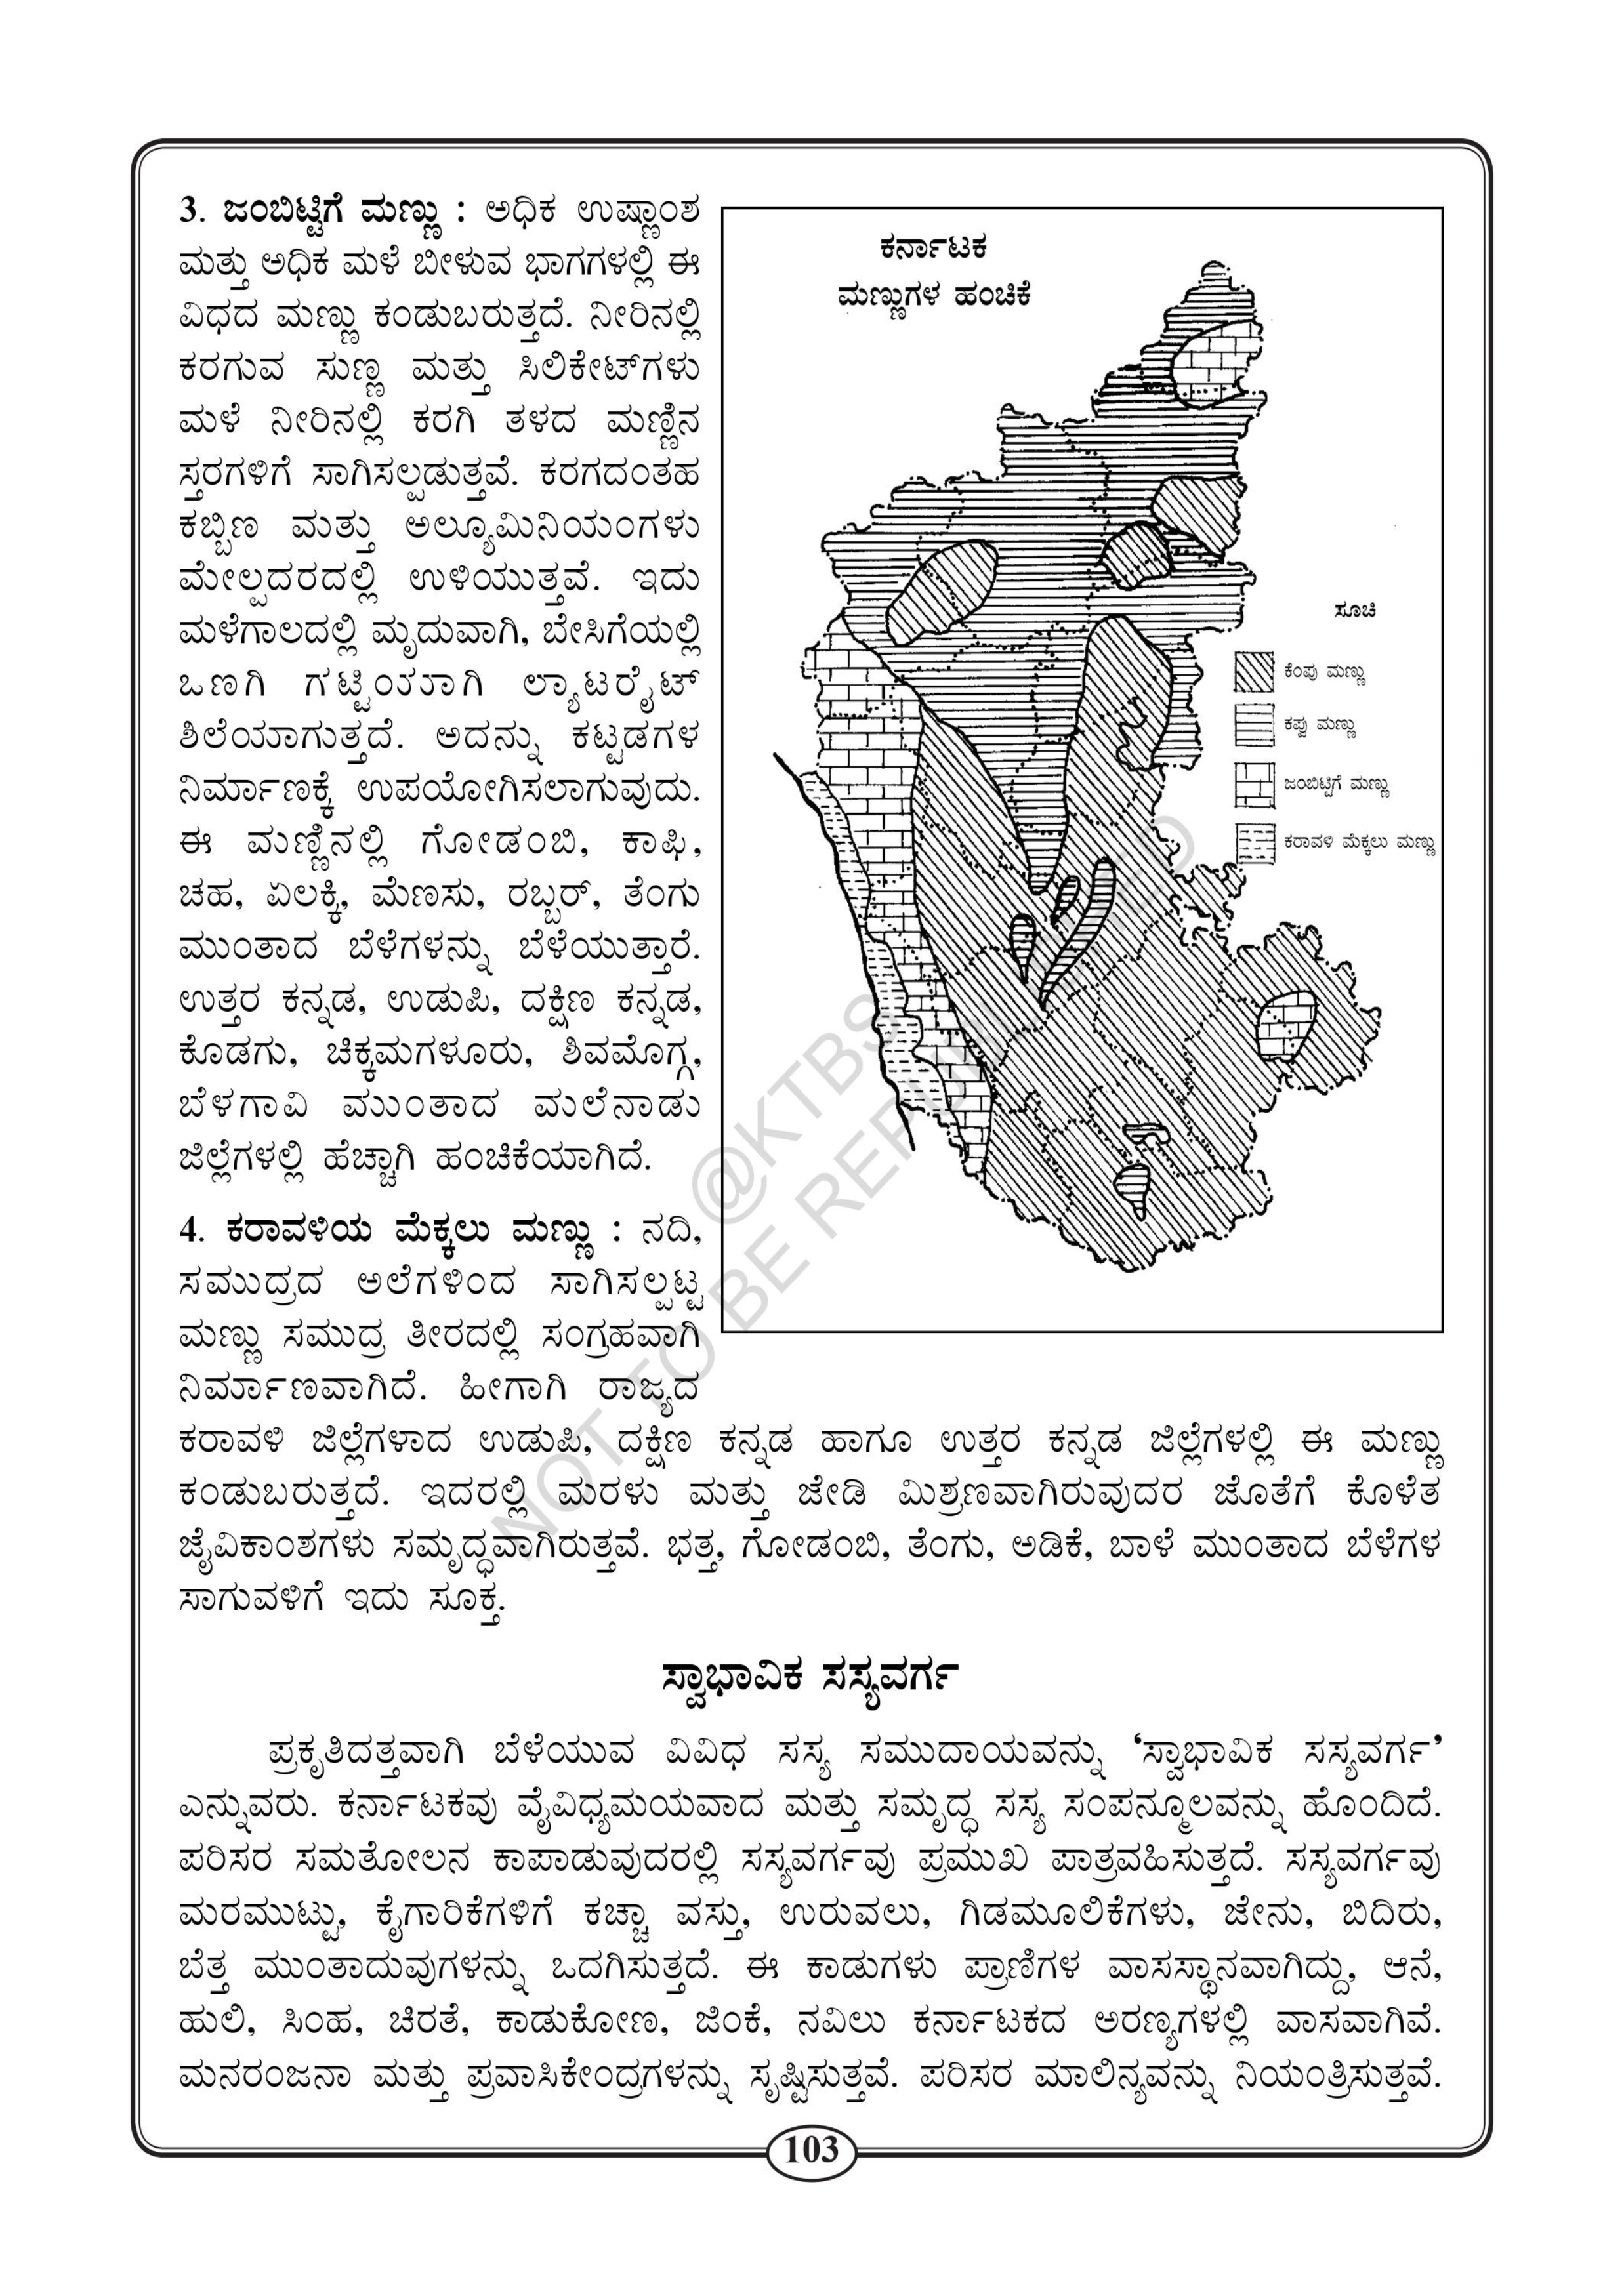 3. ಜಂಬಿಟ್ಟಿಗೆ ಮಣ್ಣು : ಅಧಿಕ ಉಷ್ಣಾಂಶ
ಮತ್ತು ಅಧಿಕ ಮಳೆ ಬೀಳುವ ಭಾಗಗಳಲ್ಲಿ ಈ
ವಿಧದ ಮಣ್ಣು ಕಂಡುಬರುತ್ತದೆ. ನೀರಿನಲ್ಲಿ
ಕರಗುವ ಸುಣ್ಣ ಮತ್ತು ಸಿಲಿಕೇಟ್‌ಗಳು
ಮಳೆ ನೀರಿನಲ್ಲಿ ಕರಗಿ ತಳದ ಮಣ್ಣಿನ
ಸ್ತರಗಳಿಗೆ ಸಾಗಿಸಲ್ಪಡುತ್ತವೆ. ಕರಗದಂತಹ
ಕಬ್ಬಿಣ ಮತ್ತು ಅಲ್ಯೂಮಿನಿಯಂಗಳು
ಮೇಲ್ಪದರದಲ್ಲಿ ಉಳಿಯುತ್ತವೆ. ಇದು
ಮಳೆಗಾಲದಲ್ಲಿ ಮೃದುವಾಗಿ, ಬೇಸಿಗೆಯಲ್ಲಿ
ಒಣಗಿ ಗಟ್ಟಿಯಾಗಿ ಲ್ಯಾಟರೈಟ್
ಶಿಲೆಯಾಗುತ್ತದೆ. ಅದನ್ನು ಕಟ್ಟಡಗಳ
ನಿರ್ಮಾಣಕ್ಕೆ ಉಪಯೋಗಿಸಲಾಗುವುದು.
ಈ ಮಣ್ಣಿನಲ್ಲಿ ಗೋಡಂಬಿ, ಕಾಫಿ,
ಚಹ, ಏಲಕ್ಕಿ, ಮೆಣಸು, ರಬ್ಬರ್, ತೆಂಗು
ಮುಂತಾದ ಬೆಳೆಗಳನ್ನು ಬೆಳೆಯುತ್ತಾರೆ.
ಉತ್ತರ ಕನ್ನಡ, ಉಡುಪಿ, ದಕ್ಷಿಣ ಕನ್ನಡ,
ಕೊಡಗು, ಚಿಕ್ಕಮಗಳೂರು, ಶಿವಮೊಗ್ಗ,
ಬೆಳಗಾವಿ ಮುಂತಾದ ಮಲೆನಾಡು
ಜಿಲ್ಲೆಗಳಲ್ಲಿ ಹೆಚ್ಚಾಗಿ ಹಂಚಿಕೆಯಾಗಿದೆ.
ಕರ್ನಾಟಕ
ಮಣ್ಣುಗಳ ಹಂಚಿಕೆ
ಸೂಚಿ
ಕೆಂಪು ಮಣ್ಣು
ಕಪ್ಪು ಮಣ್ಣು
ಜಂಬಿಟ್ಟಿಗೆ ಮಣ್ಣು
ಕರಾವಳಿ ಮೆಕ್ಕಲು ಮಣ್ಣು
4. ಕರಾವಳಿಯ ಮೆಕ್ಕಲು ಮಣ್ಣು : ನದಿ,
ಸಮುದ್ರದ ಅಲೆಗಳಿಂದ ಸಾಗಿಸಲ್ಪಟ್ಟ
ಮಣ್ಣು ಸಮುದ್ರ ತೀರದಲ್ಲಿ ಸಂಗ್ರಹವಾಗಿ
ನಿರ್ಮಾಣವಾಗಿದೆ. ಹೀಗಾಗಿ ರಾಜ್ಯದ
ಕರಾವಳಿ ಜಿಲ್ಲೆಗಳಾದ ಉಡುಪಿ, ದಕ್ಷಿಣ ಕನ್ನಡ ಹಾಗೂ ಉತ್ತರ ಕನ್ನಡ ಜಿಲ್ಲೆಗಳಲ್ಲಿ ಈ ಮಣ್ಣು
ಕಂಡುಬರುತ್ತದೆ. ಇದರಲ್ಲಿ ಮರಳು ಮತ್ತು ಜೇಡಿ ಮಿಶ್ರಣವಾಗಿರುವುದರ ಜೊತೆಗೆ ಕೊಳೆತ
ಜೈವಿಕಾಂಶಗಳು ಸಮೃದ್ಧವಾಗಿರುತ್ತವೆ. ಭತ್ತ, ಗೋಡಂಬಿ, ತೆಂಗು, ಅಡಿಕೆ, ಬಾಳೆ ಮುಂತಾದ ಬೆಳೆಗಳ
ಸಾಗುವಳಿಗೆ ಇದು ಸೂಕ್ತ.
ಸ್ವಾಭಾವಿಕ ಸಸ್ಯವರ್ಗ
ಪ್ರಕೃತಿದತ್ತವಾಗಿ ಬೆಳೆಯುವ ವಿವಿಧ ಸಸ್ಯ ಸಮುದಾಯವನ್ನು ‘ಸ್ವಾಭಾವಿಕ ಸಸ್ಯವರ್ಗ’
ಎನ್ನುವರು. ಕರ್ನಾಟಕವು ವೈವಿಧ್ಯಮಯವಾದ ಮತ್ತು ಸಮೃದ್ಧ ಸಸ್ಯ ಸಂಪನ್ಮೂಲವನ್ನು ಹೊಂದಿದೆ.
ಪರಿಸರ ಸಮತೋಲನ ಕಾಪಾಡುವುದರಲ್ಲಿ ಸಸ್ಯವರ್ಗವು ಪ್ರಮುಖ ಪಾತ್ರವಹಿಸುತ್ತದೆ. ಸಸ್ಯವರ್ಗವು
ಮರಮುಟ್ಟು, ಕೈಗಾರಿಕೆಗಳಿಗೆ ಕಚ್ಚಾ ವಸ್ತು, ಉರುವಲು, ಗಿಡಮೂಲಿಕೆಗಳು, ಜೇನು, ಬಿದಿರು,
ಬೆತ್ತ ಮುಂತಾದುವುಗಳನ್ನು ಒದಗಿಸುತ್ತದೆ. ಈ ಕಾಡುಗಳು ಪ್ರಾಣಿಗಳ ವಾಸಸ್ಥಾನವಾಗಿದ್ದು, ಆನೆ,
ಹುಲಿ, ಸಿಂಹ, ಚಿರತೆ, ಕಾಡುಕೋಣ, ಜಿಂಕೆ, ನವಿಲು ಕರ್ನಾಟಕದ ಅರಣ್ಯಗಳಲ್ಲಿ ವಾಸವಾಗಿವೆ.
ಮನರಂಜನಾ ಮತ್ತು ಪ್ರವಾಸಿಕೇಂದ್ರಗಳನ್ನು ಸೃಷ್ಟಿಸುತ್ತವೆ. ಪರಿಸರ ಮಾಲಿನ್ಯವನ್ನು ನಿಯಂತ್ರಿಸುತ್ತವೆ.
103
@KTBS
NOT TO BE